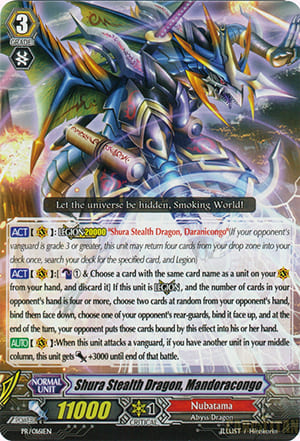 3
GRADE
Let the universe be hidden, Smoking World!
ACT [ ]:LEGION20000 "Shura Stealth Dragon, Daranicongo"(If your opponent's
vanguard is grade 3 or greater, this unit may return four cards from your drop zone into your
deck once, search your deck for the specified card, and Legion)
ACT [ ]:[ ① & Choose a card with the same card name as a unit on your
from your hand, and discard it] If this unit is LEGION, and the number of cards in your
opponent's hand is four or more, choose two cards at random from your opponent's hand,
bind them face down, choose one of your opponent's rear-guards, bind it face up, and at the
end of the turn, your opponent puts those cards bound by this effect into his or her hand.
AUTO [ ]:When this unit attacks a vanguard, if you have another unit in your middle
column, this unit gets +3000 until end of that battle.
NORMAL
UNIT
Shura Stealth Dragon, Mandoracongo
POWER
11000
1
CRITICAL
Nubatama
Abyss Dragon
PR/0161EN
ILLUST / Hirokorin